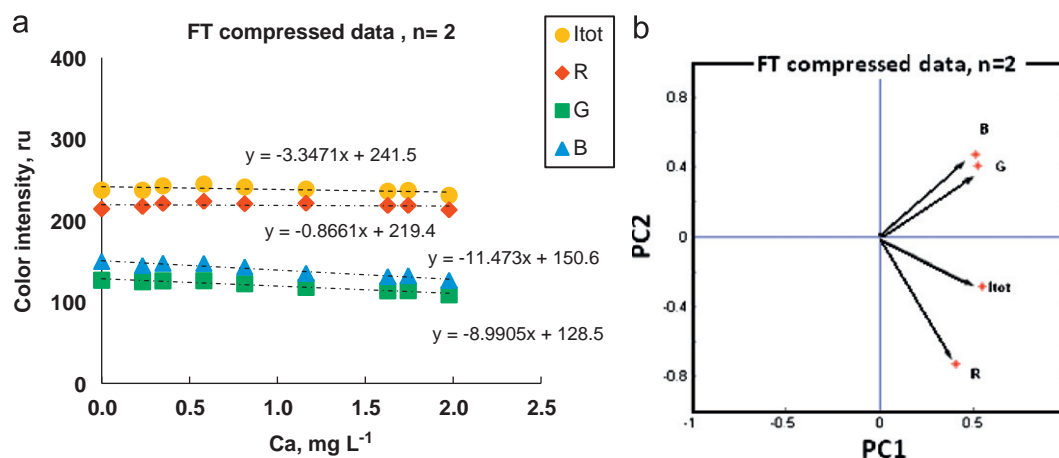 a
FT compressed data , n= 2
Itot
R
G
B
400
300
200
100
0
Color intensity, ru
y = -3.3471x + 241.5
y = -0.8661x + 219.4
y = -11.473x + 150.6
y = -8.9905x + 128.5
0.0 0.5 1.0 1.5 2.0 2.5
Ca, mg L-1
b
FT compressed data, n=2
0.8
0.4
0
-0.4
-0.8
PC2
B
G
Itot
R
-1 -0.5 0 0.5
PC1